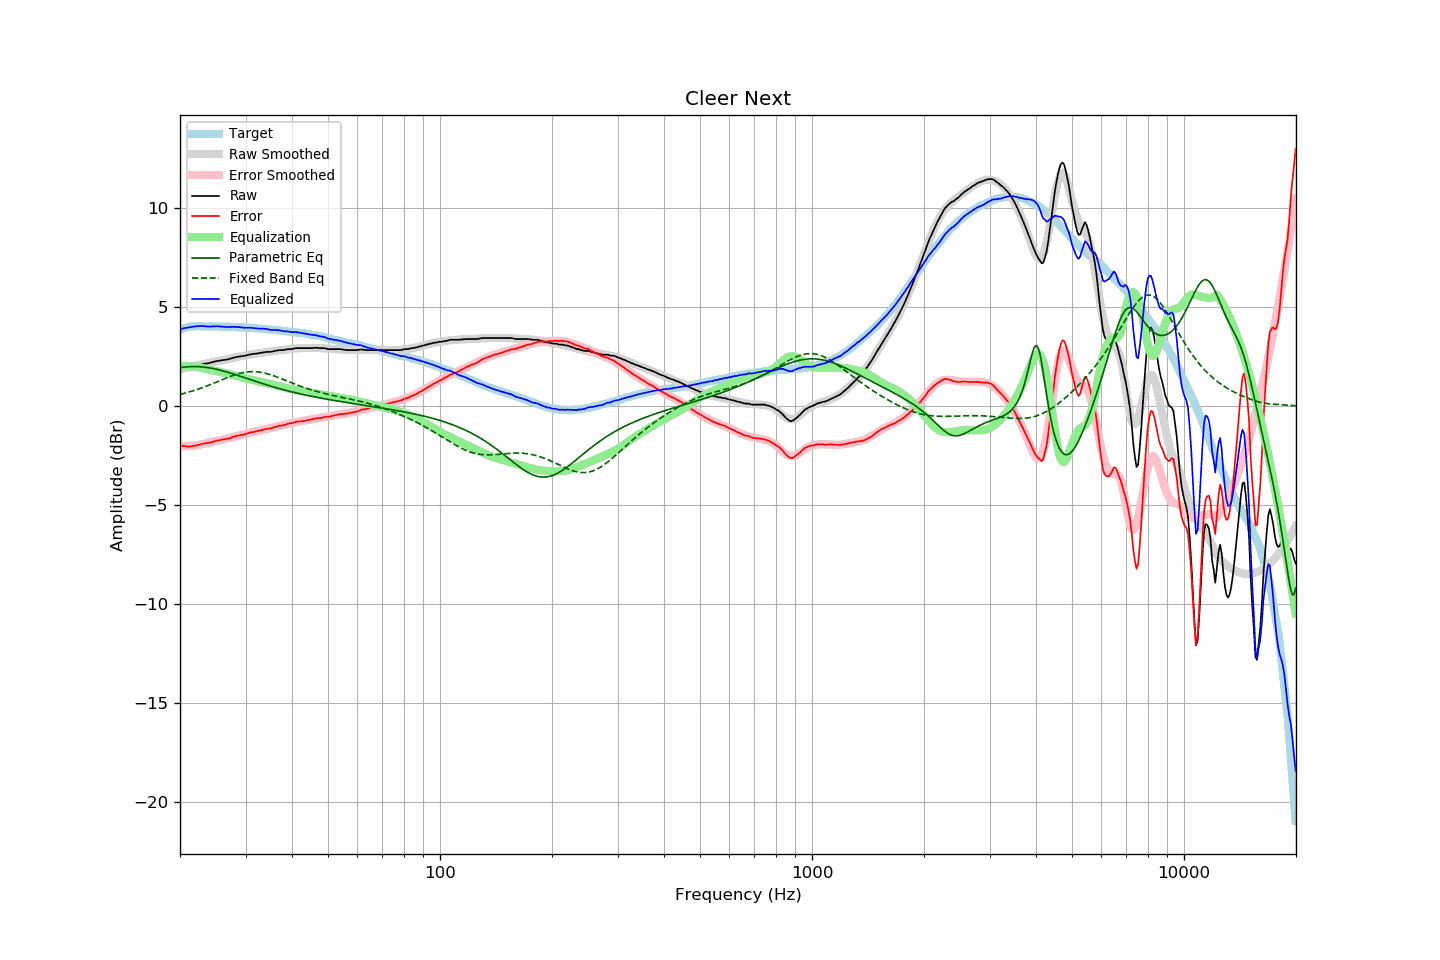 Cleer Next
Target
Raw Smoothed
Error Smoothed
Raw
Error
Equalization
Parametric Eq
Fixed Band Eq
Equalized
10
5
0
−5
−10
−15
−20
Amplitude (dBr)
100
1000
10000
Frequency (Hz)